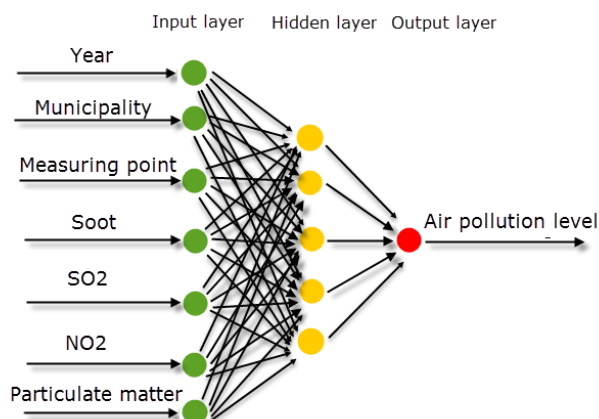 Input layer Hidden layer Output layer
Year
Municipality
Measuring point
Soot
SO2
NO2
Particulate matter
Air pollution level